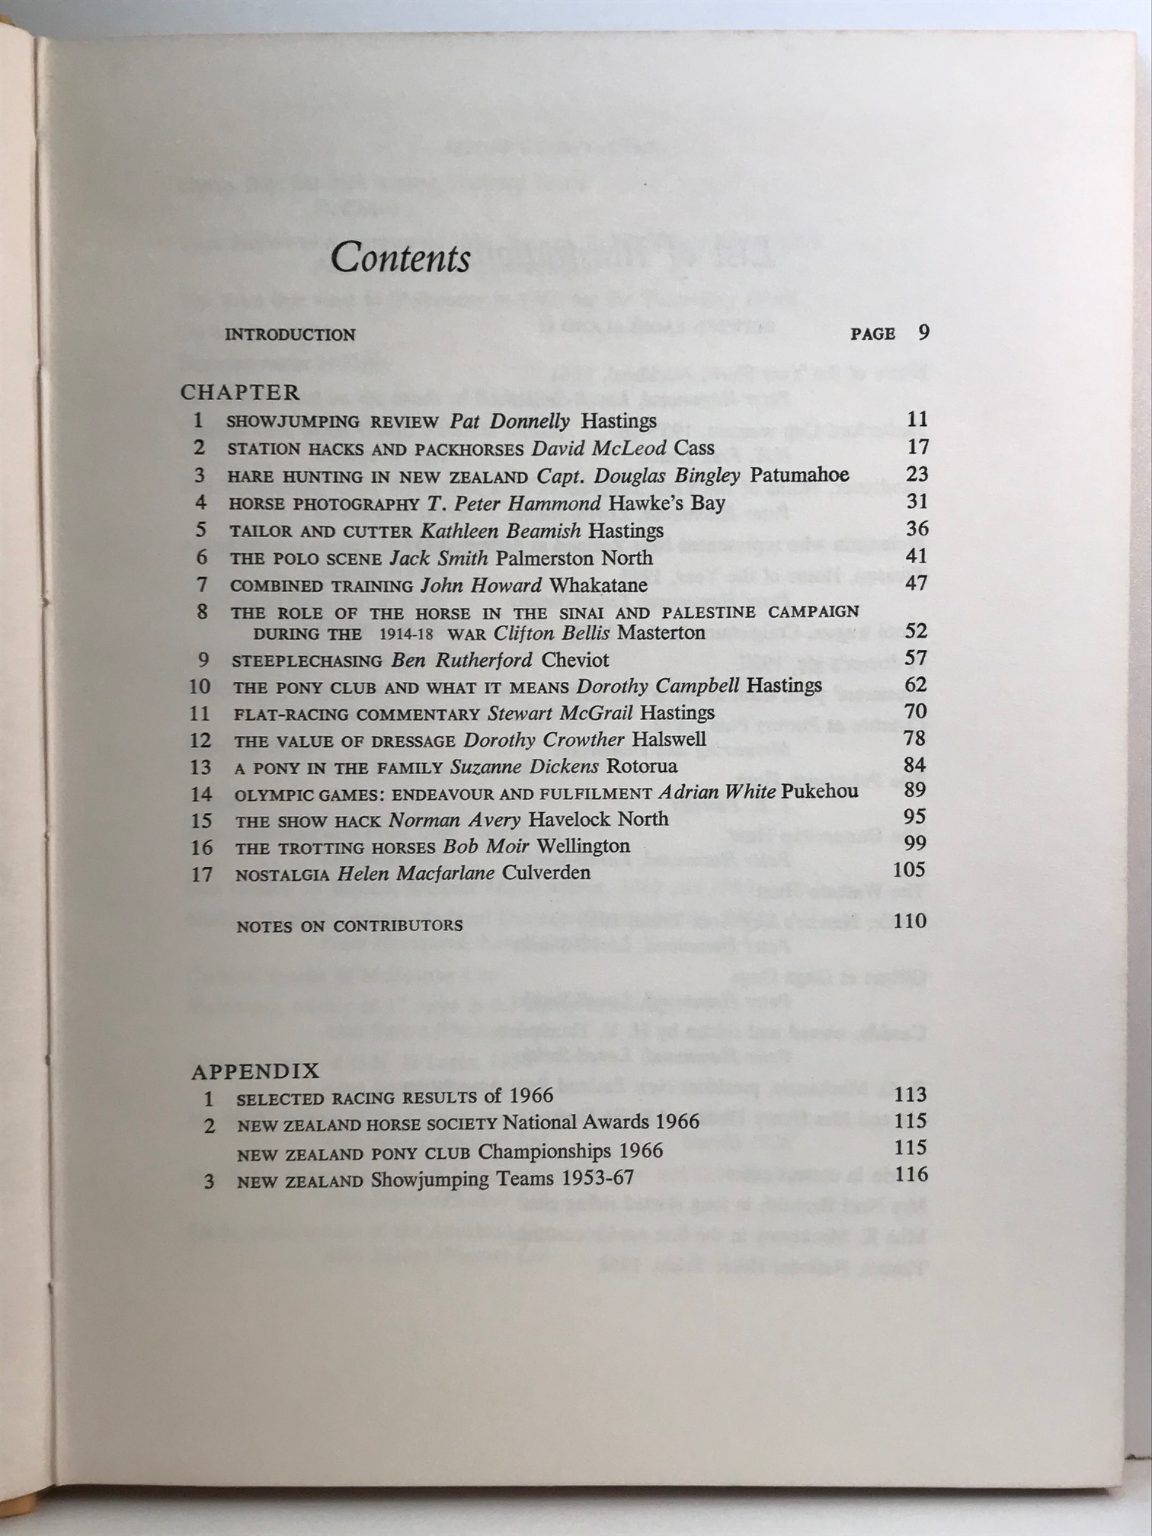 Contents
INTRODUCTION PAGE 9
CHAPTER
1 SHOWJUMPING REVIEW Pat Donnelly Hastings 11
2 STATION HACKS AND PACKHORSES David McLeod Cass 17
3 HARE HUNTING IN NEW ZEALAND Capt. Douglas Bingley Patumahoe 23
4 HORSE PHOTOGRAPHY T. Peter Hammond Hawke's Bay 31
5 TAILOR AND CUTTER Kathleen Beamish Hastings 36
6 THE POLO SCENE Jack Smith Palmerston North 41
7 COMBINED TRAINING John Howard Whakatane 47
8 THE ROLE OF THE HORSE IN THE SINAI AND PALESTINE CAMPAIGN
DURING THE 1914-18 WAR Clifton Bellis Masterton 52
9 STEEPLECHASING Ben Rutherford Cheviot 57
10 THE PONY CLUB AND WHAT IT MEANS Dorothy Campbell Hastings 62
11 FLAT-RACING COMMENTARY Stewart McGrail Hastings 70
12 THE VALUE OF DRESSAGE Dorothy Crowther Halswell 78
13 A PONY IN THE FAMILY Suzanne Dickens Rotorua 84
14 OLYMPIC GAMES: ENDEAVOUR AND FULFILMENT Adrian White Pukehou 89
15 THE SHOW HACK Norman Avery Havelock North 95
16 THE TROTTING HORSES Bob Moir Wellington 99
17 NOSTALGIA Helen Macfarlane Culverden 105
NOTES ON CONTRIBUTORS 110
APPENDIX
1 SELECTED RACING RESULTS of 1966 113
2 NEW ZEALAND HORSE SOCIETY National Awards 1966 115
NEW ZEALAND PONY CLUB Championships 1966 115
3 NEW ZEALAND Showjumping Teams 1953-67 116